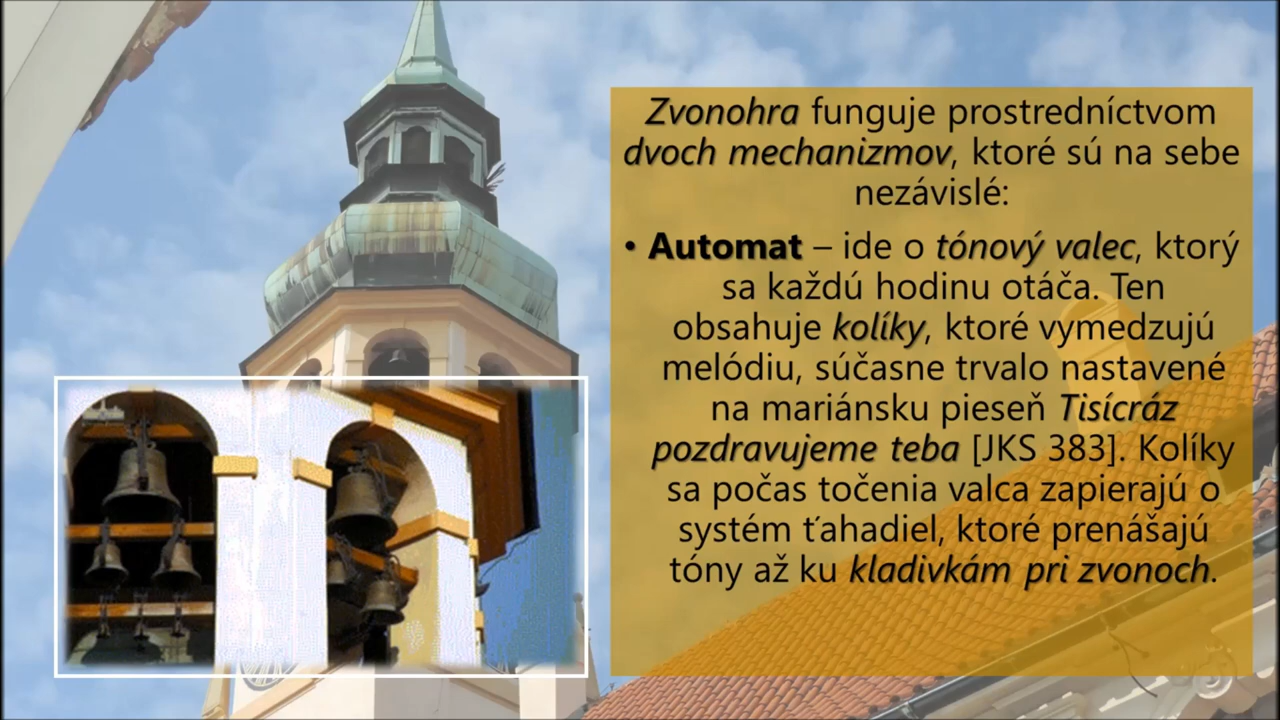 Zvonohra funguje prostredníctvom
dvoch mechanizmov, ktoré sú na sebe
nezávislé:
• Automat – ide o tónový valec, ktorý
sa každú hodinu otáča. Ten
obsahuje kolíky, ktoré vymedzujú
melódiu, súčasne trvalo nastavené
na mariánsku pieseň Tisícráz
pozdravujeme teba [JKS 383]. Kolíky
sa počas točenia valca zapierajú o
systém ťahadiel, ktoré prenášajú
tóny až ku kladivkám pri zvonoch.